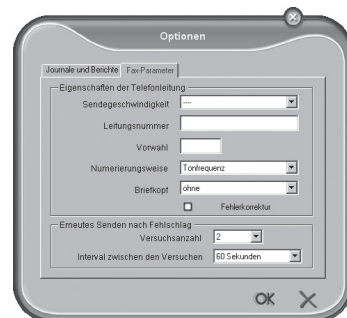 Optionen
Journale und Berichte Fax-Parameter
Eigenschaften der Telefonleitung
Sendegeschwindigkeit ----
Leitungsnummer
Vorwahl
Numerierungsweise Tonfrequenz
Briefkopf ohne
Fehlerkorrektur
Erneutes Senden nach Fehlschlag
Versuchsanzahl 2
Interval zwischen den Versuchen 60 Sekunden
OK